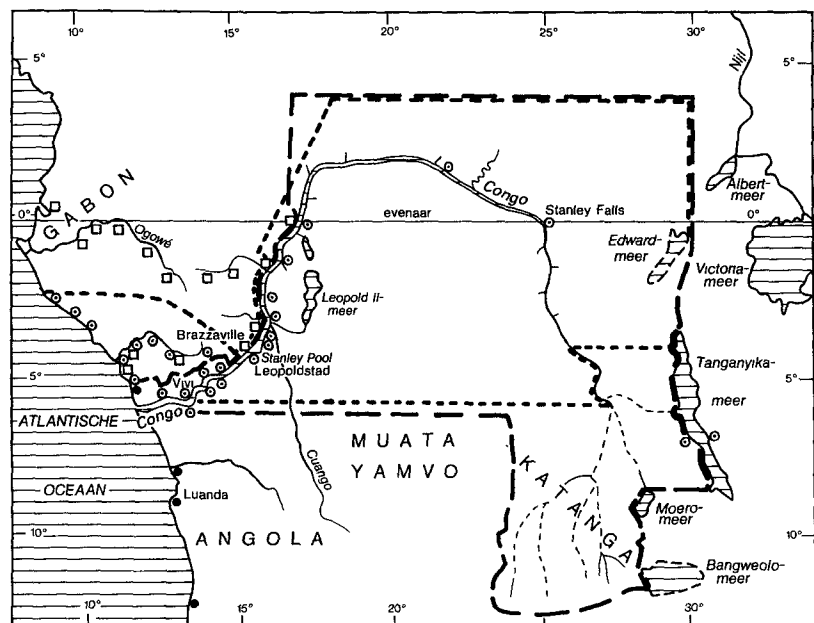 10°
15°
25°
30°
5°
5°
Nijl
GABON
Albert-
meer
0°
evenaar
Congo
Stanley Falls
0°
Ogowé
Edward-
meer
Victoria-
meer
Leopold II-
meer
Brazzaville
Stanley Pool
Leopoldstad
Tanganyika-
meer
5°
VIVI
5°
ATLANTISCHE
Congo
MUATA
YAMVO
Cuango
KATANGA
OCEAAN
Luanda
Moero-
meer
ANGOLA
10°
10°
Bangweolo-
meer
10°
15°
20°
25°
30°